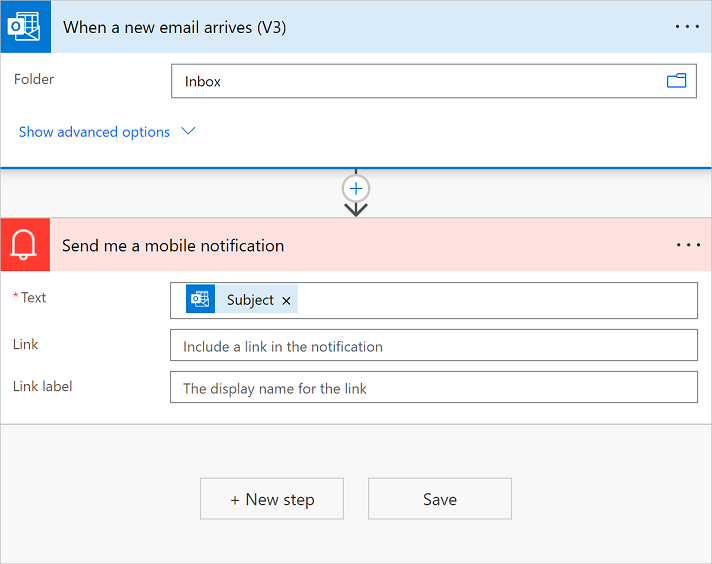 When a new email arrives (V3)
Folder
Inbox
Show advanced options
Send me a mobile notification
* Text
Subject ×
Link
Include a link in the notification
Link label
The display name for the link
+ New step
Save